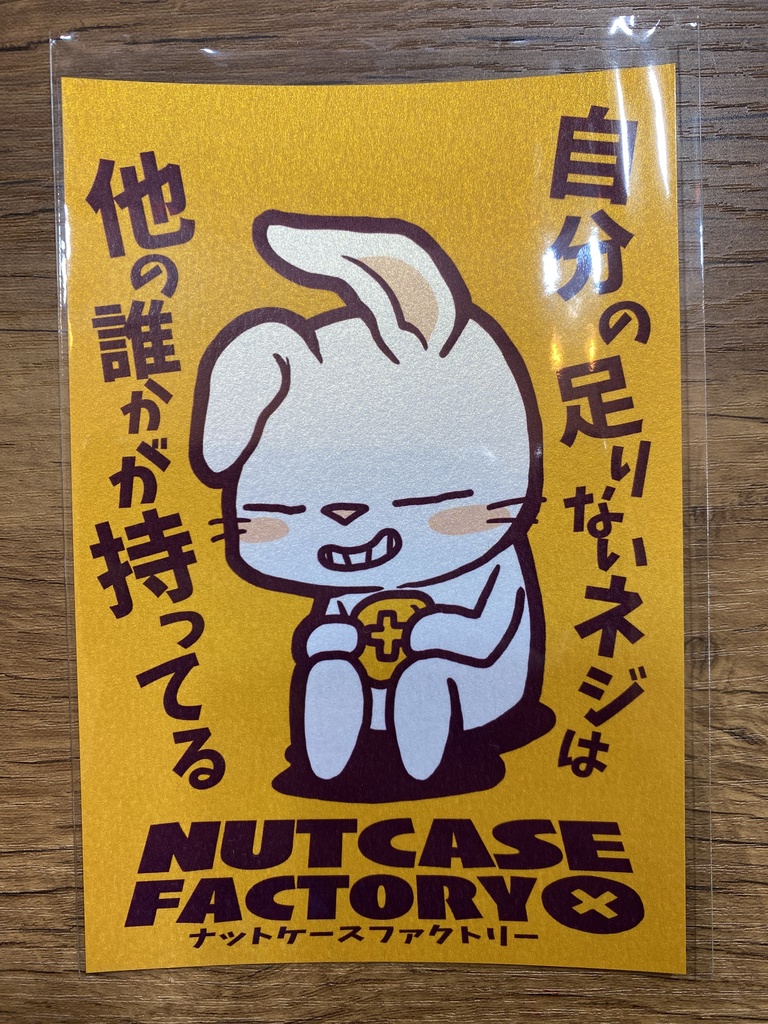 自分の足りないネジは
他の誰かが持ってる
NUTCASE
FACTORY
ナットケースファクトリー